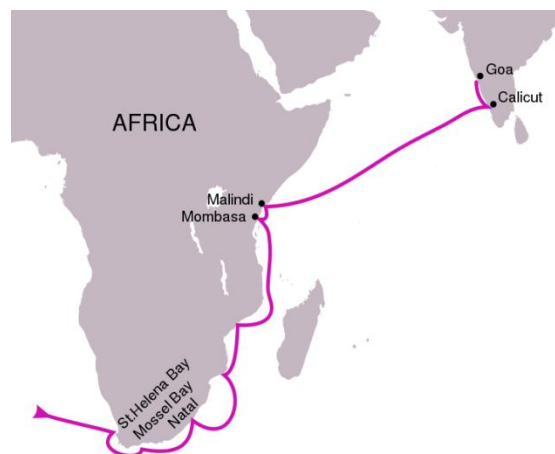 Goa
Calicut
AFRICA
Malindi
Mombasa
St.Helena Bay
Mossel Bay
Natal